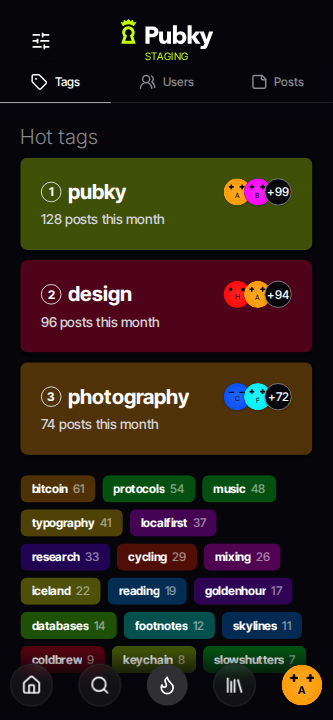 Pubky
STAGING
Tags Users Posts
Hot tags
1 pubky A B +99
128 posts this month
2 design H A +94
96 posts this month
3 photography C F +72
74 posts this month
bitcoin 61 protocols 54 music 48
typography 41 localfirst 37
research 33 cycling 29 mixing 26
iceland 22 reading 19 goldenhour 17
databases 14 footnotes 12 skylines 11
coldbrew 9 keychain 8 slowshutters 7
A